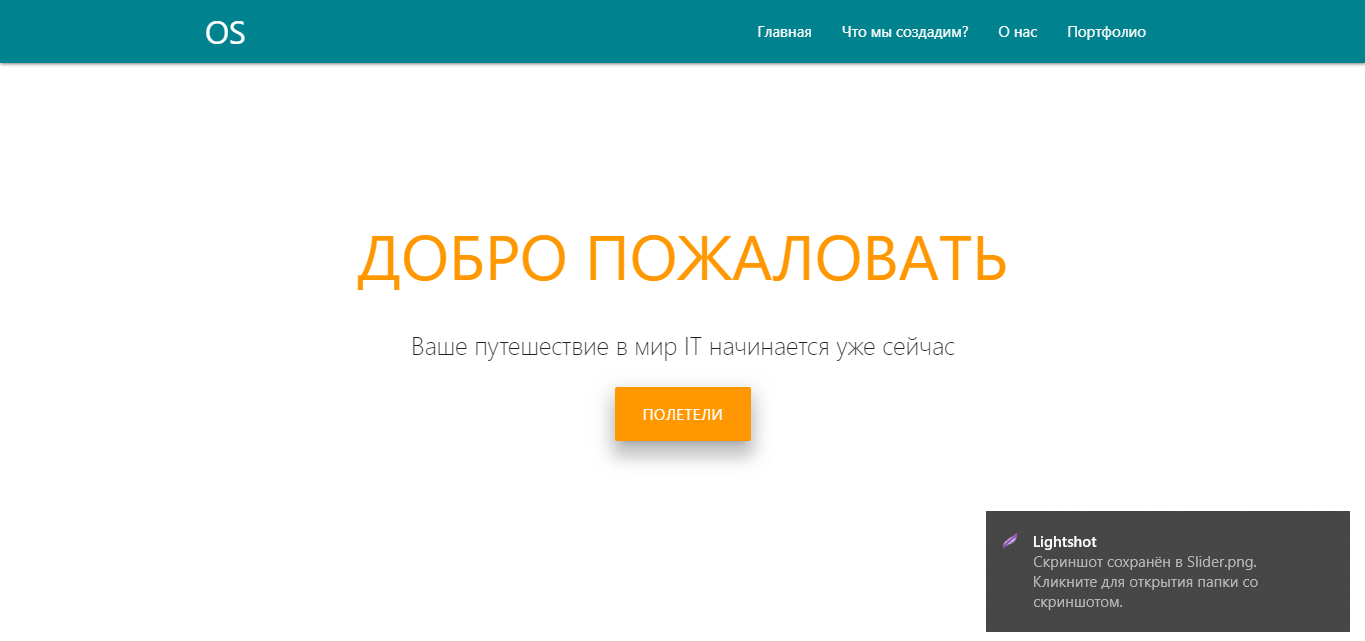 OS
Главная Что мы создадим? О нас Портфолио
ДОБРО ПОЖАЛОВАТЬ
Ваше путешествие в мир IT начинается уже сейчас
ПОЛЕТЕЛИ
Lightshot
Скриншот сохранён в Slider.png.
Кликните для открытия папки со
скриншотом.